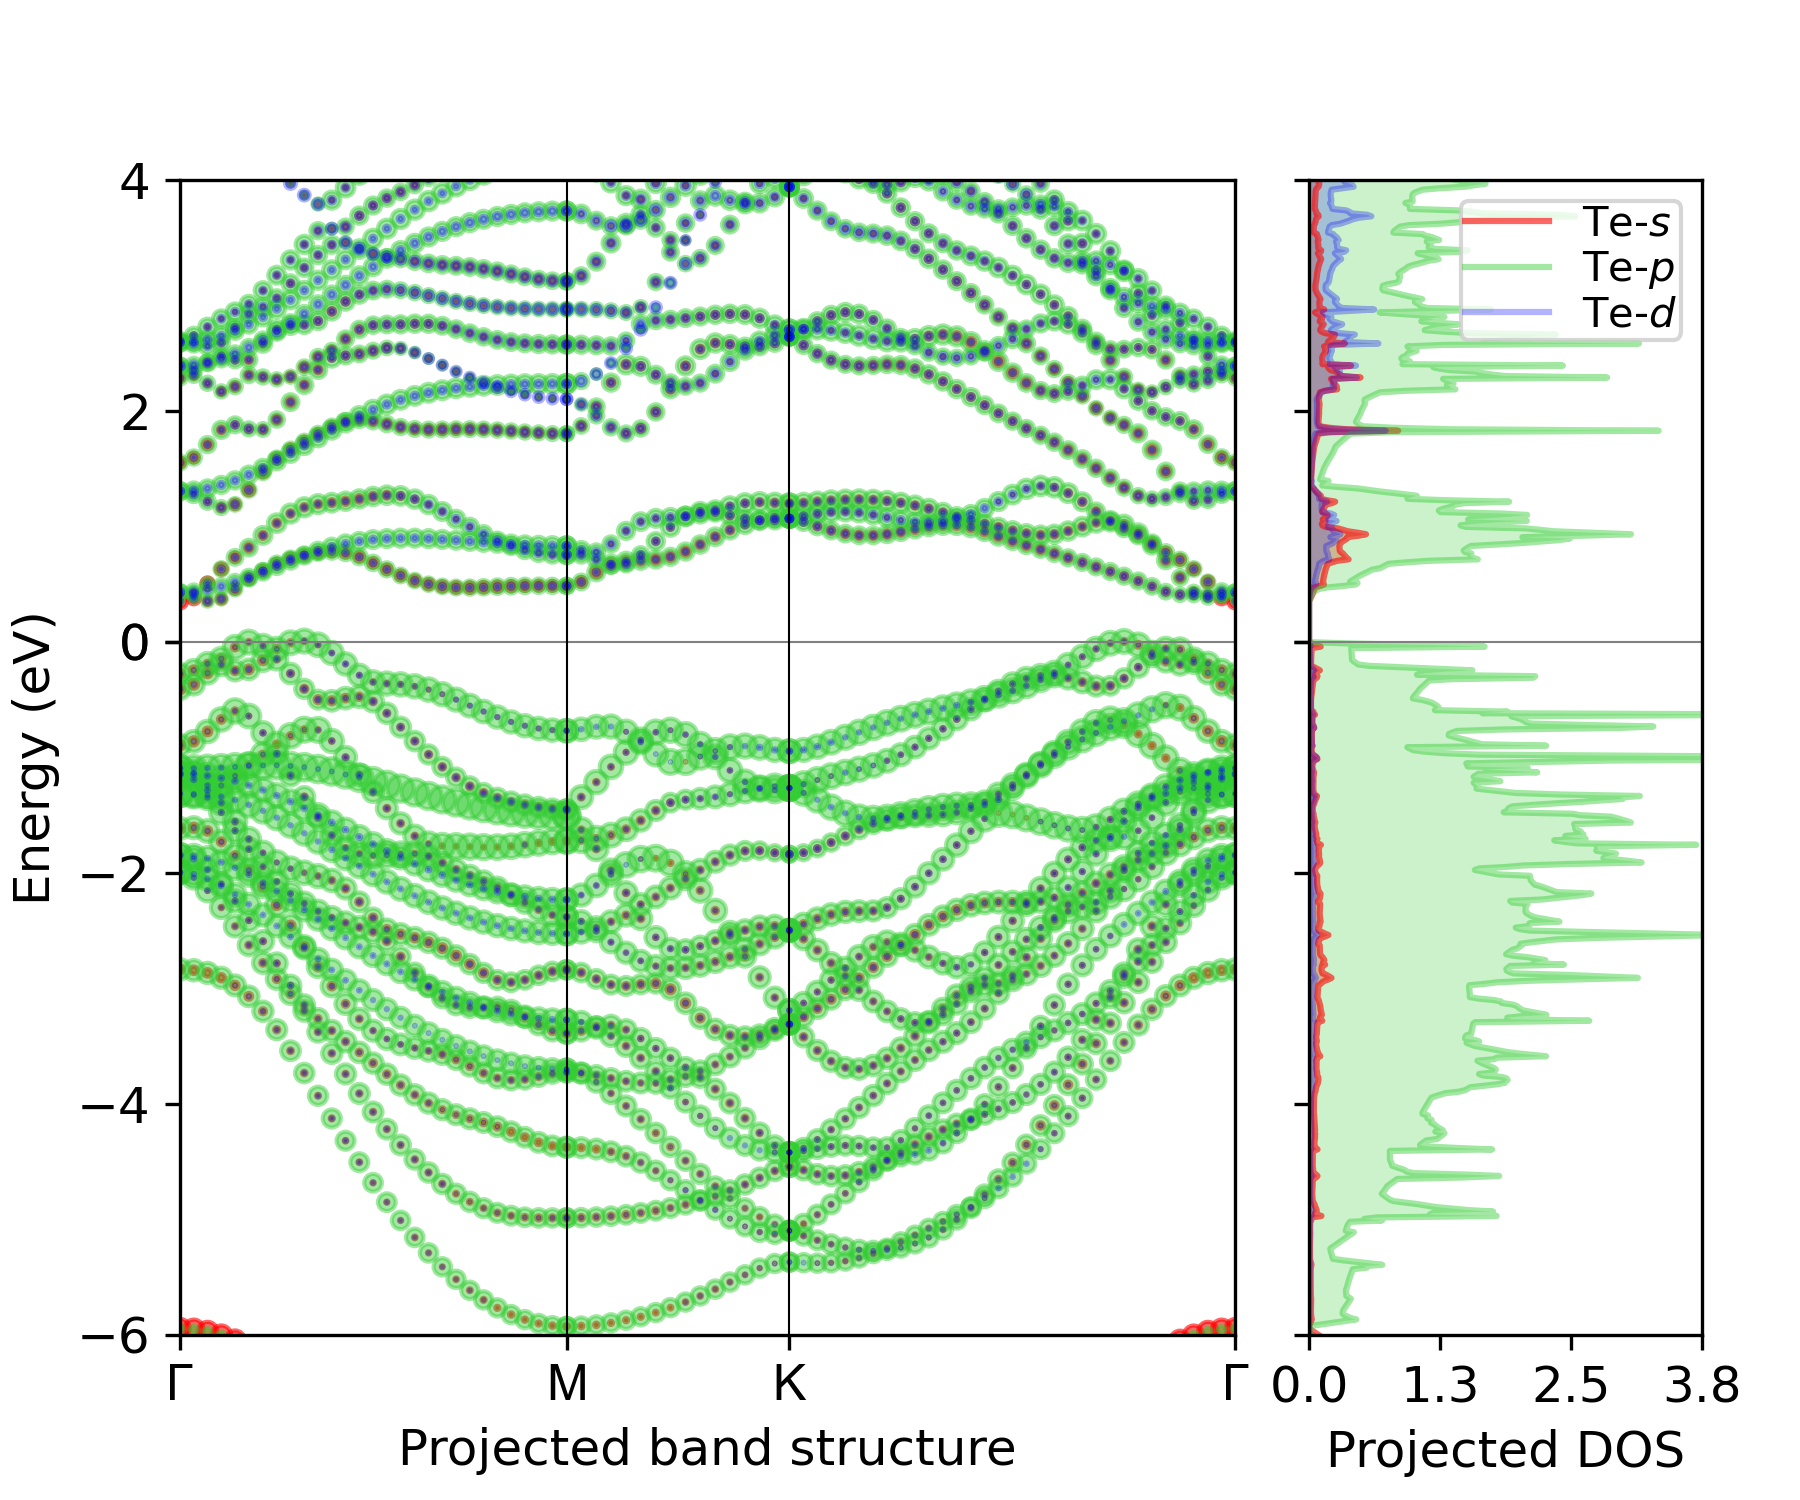 4
2
0
−2
−4
−6
Energy (eV)
Γ M K Γ
Projected band structure
Te-s
Te-p
Te-d
0.0 1.3 2.5 3.8
Projected DOS